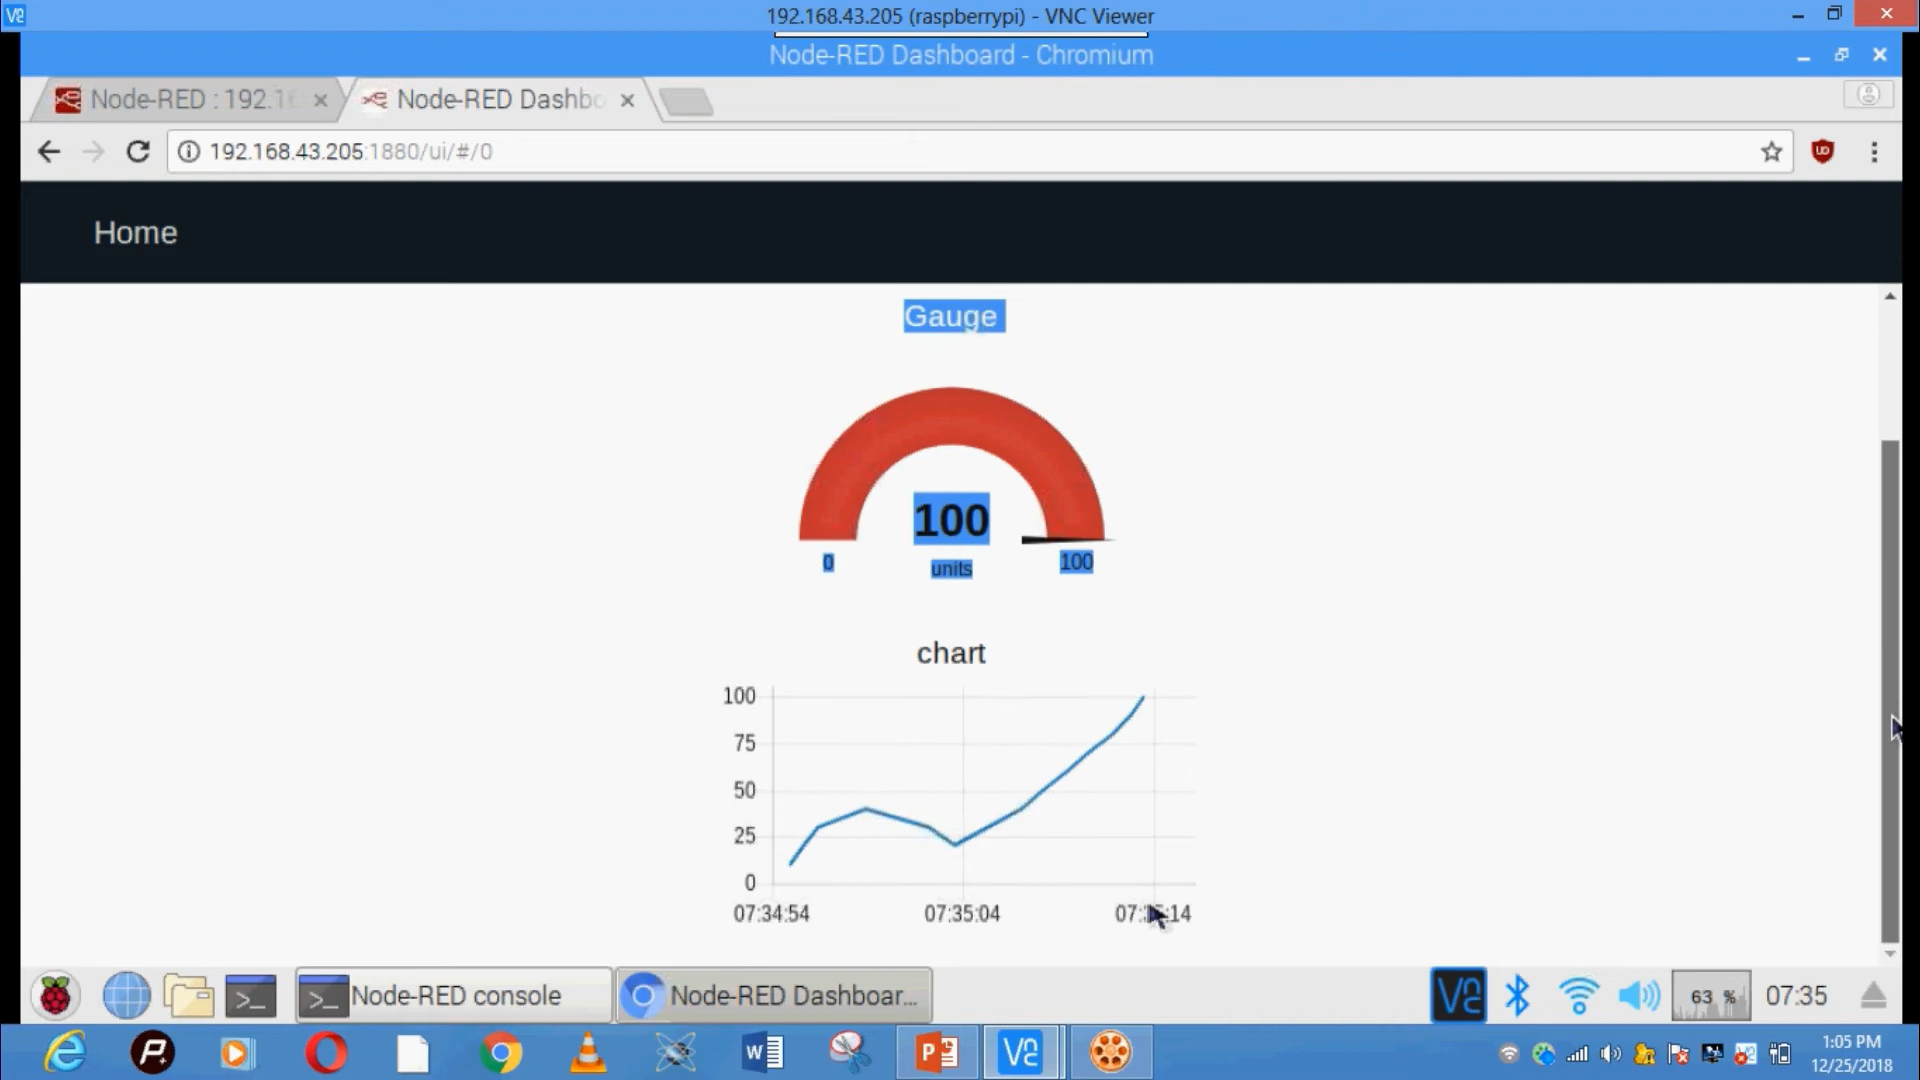 192.168.43.205 (raspberrypi) - VNC Viewer
Node-RED Dashboard - Chromium
Node-RED : 192.1
Node-RED Dashbo
192.168.43.205:1880/ui/#/0
Home
Gauge
100
0
units
100
chart
100
75
50
25
0
07:34:54
07:35:04
Node-RED console
Node-RED Dashboar...
63 %
07:35
1:05 PM
12/25/2018